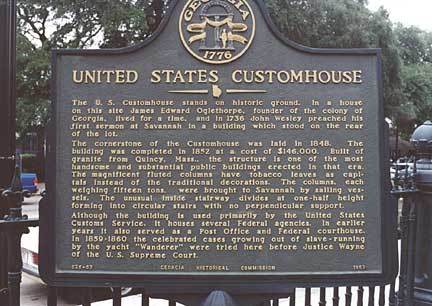 GEORGIA
1776
UNITED STATES CUSTOMHOUSE
The U. S. Customhouse stands on historic ground. In a house
on this site James Edward Oglethorpe, founder of the colony of
Georgia, lived for a time, and in 1736 John Wesley preached his
first sermon at Savannah in a building which stood on the rear
of the lot.
The cornerstone of the Customhouse was laid in 1848. The
building was completed in 1852 at a cost of $146,000. Built of
granite from Quincy, Mass., the structure is one of the most
handsome and substantial public buildings erected in that era.
The magnificent fluted columns have tobacco leaves as capi-
tals instead of the traditional decorations. The columns, each
weighing fifteen tons, were brought to Savannah by sailing ves-
sels. The unusual inside stairway divides at one-half height
forming into circular stairs with no perpendicular support.
Although the building is used primarily by the United States
Customs Service, it houses several Federal agencies. In earlier
years it also served as a Post Office and Federal courthouse.
In 1859-1860 the celebrated cases growing out of slave-running
by the yacht "Wanderer" were tried here before Justice Wayne
of the U. S. Supreme Court.
GEORGIA HISTORICAL COMMISSION